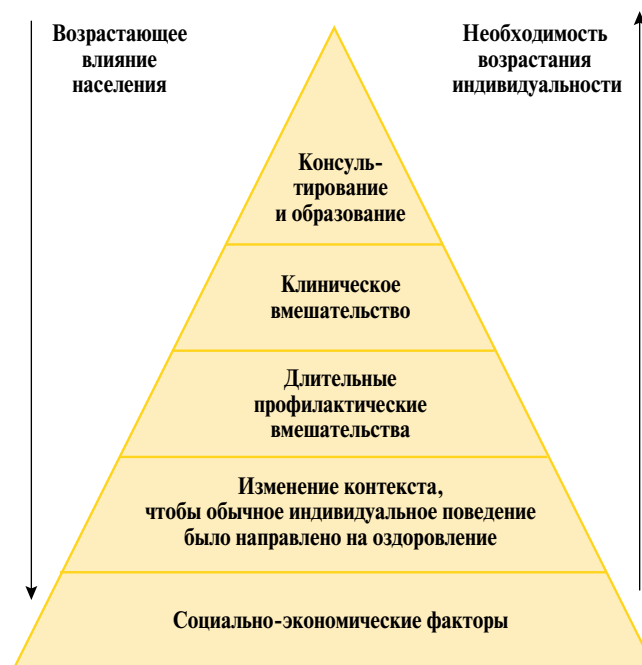 Возрастающее
влияние
населения
Необходимость
возрастания
индивидуальности
Консуль-
тирование
и образование
Клиническое
вмешательство
Длительные
профилактические
вмешательства
Изменение контекста,
чтобы обычное индивидуальное поведение
было направлено на оздоровление
Социально-экономические факторы